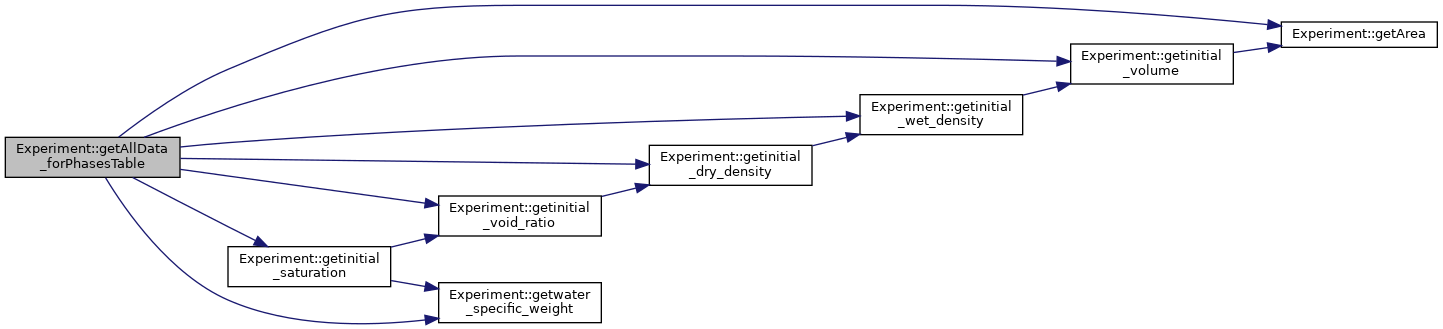 Experiment::getAllData
_forPhasesTable
Experiment::getinitial
_saturation
Experiment::getinitial
_void_ratio
Experiment::getwater
_specific_weight
Experiment::getinitial
_dry_density
Experiment::getinitial
_wet_density
Experiment::getinitial
_volume
Experiment::getArea